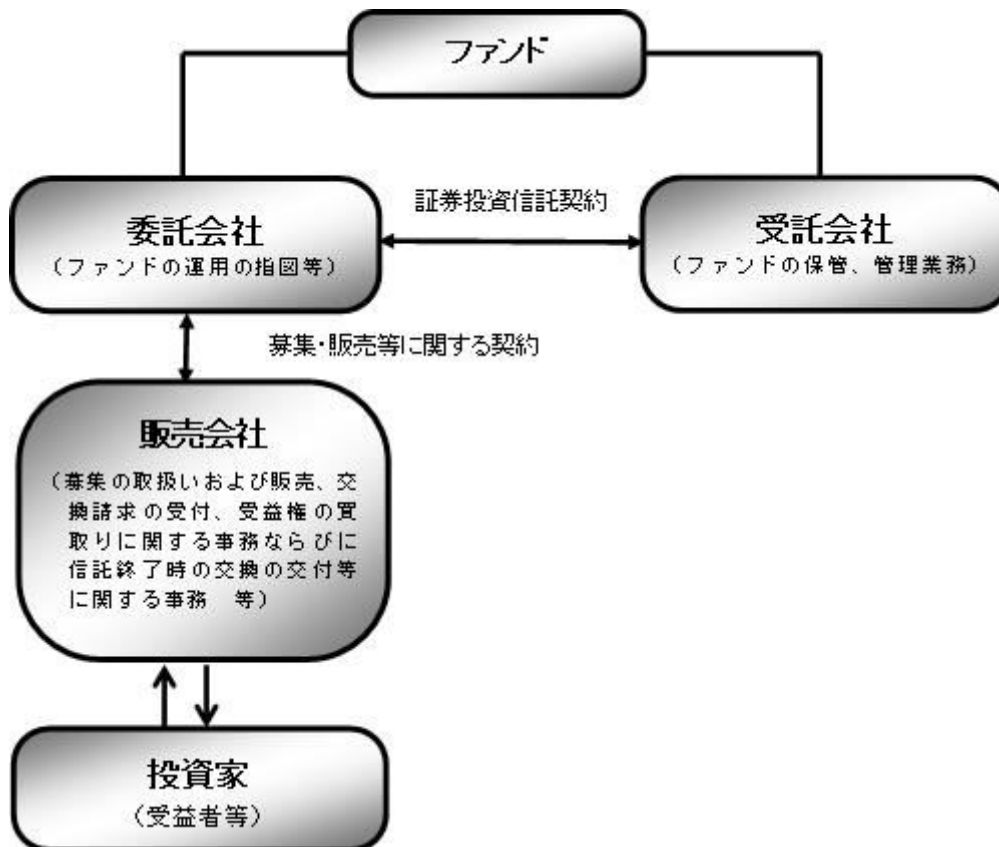 ファンド
証券投資信託契約
委託会社
(ファンドの運用の指図等)
受託会社
(ファンドの保管、管理業務)
募集・販売等に関する契約
販売会社
(募集の取扱いおよび販売、交
換請求の受付、受益権の買
取りに関する事務ならびに
信託終了時の交換の交付等
に関する事務　等)
投資家
(受益者等)